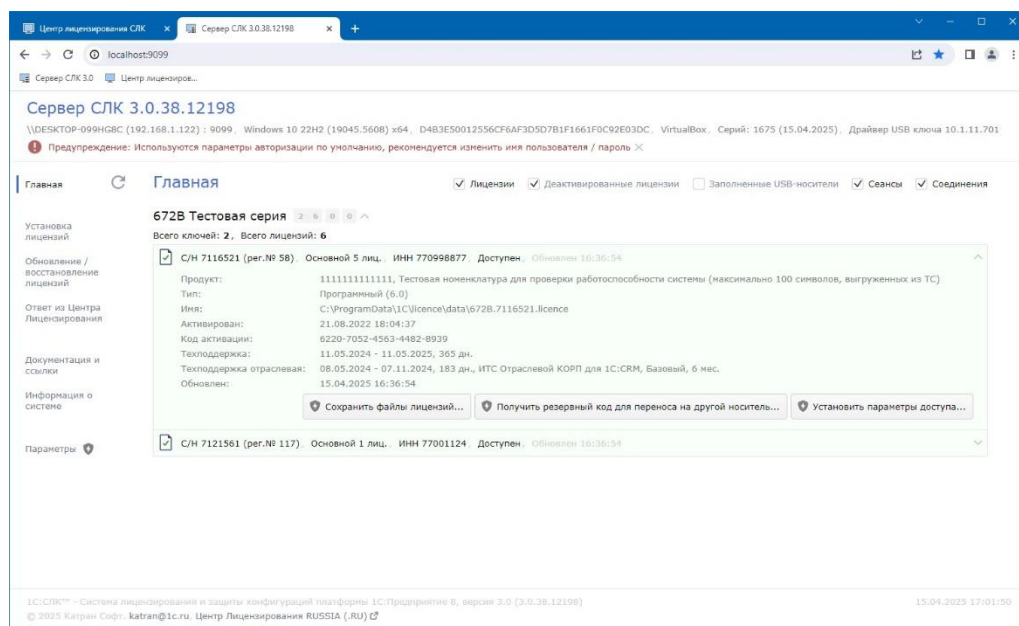 Центр лицензирования СЛК
Сервер СЛК 3.0.38.12198
localhost:9099
Сервер СЛК 3.0 Центр лицензиров...
Сервер СЛК 3.0.38.12198
\\DESKTOP-099HG8C (192.168.1.122) : 9099, Windows 10 22H2 (19045.5608) x64, D4B3E50012556CF6AF3D5D7B1F1661F0C92E03DC, VirtualBox, Серий: 1675 (15.04.2025), Драйвер USB ключа 10.1.11.701
Предупреждение: Используются параметры авторизации по умолчанию, рекомендуется изменить имя пользователя / пароль
Главная
Установка
лицензий
Обновление /
восстановление
лицензий
Ответ из Центра
Лицензирования
Документация и
ссылки
Информация о
системе
Параметры
Главная
Лицензии Деактивированные лицензии Заполненные USB-носители Сеансы Соединения
672B Тестовая серия 2 6 0 0
Всего ключей: 2, Всего лицензий: 6
С/Н 7116521 (рег.№ 58), Основной 5 лиц., ИНН 770998877, Доступен, Обновлен 16:36:54
Продукт: 1111111111111, Тестовая номенклатура для проверки работоспособности системы (максимально 100 символов, выгруженных из ТС)
Тип: Программный (6.0)
Имя: C:\ProgramData\1C\licence\data\672B.7116521.licence
Активирован: 21.08.2022 18:04:37
Код активации: 6220-7052-4563-4482-8939
Техподдержка: 11.05.2024 - 11.05.2025, 365 дн.
Техподдержка отраслевая: 08.05.2024 - 07.11.2024, 183 дн., ИТС Отраслевой КОРП для 1С:CRM, Базовый, 6 мес.
Обновлен: 15.04.2025 16:36:54
Сохранить файлы лицензий... Получить резервный код для переноса на другой носитель... Установить параметры доступа...
С/Н 7121561 (рег.№ 117), Основной 1 лиц., ИНН 77001124, Доступен, Обновлен 16:36:54
1С:СЛК™ - Система лицензирования и защиты конфигураций платформы 1С:Предприятие 8, версия 3.0 (3.0.38.12198) 15.04.2025 17:01:50
© 2025 Катран Софт, katran@1c.ru, Центр Лицензирования RUSSIA (.RU)